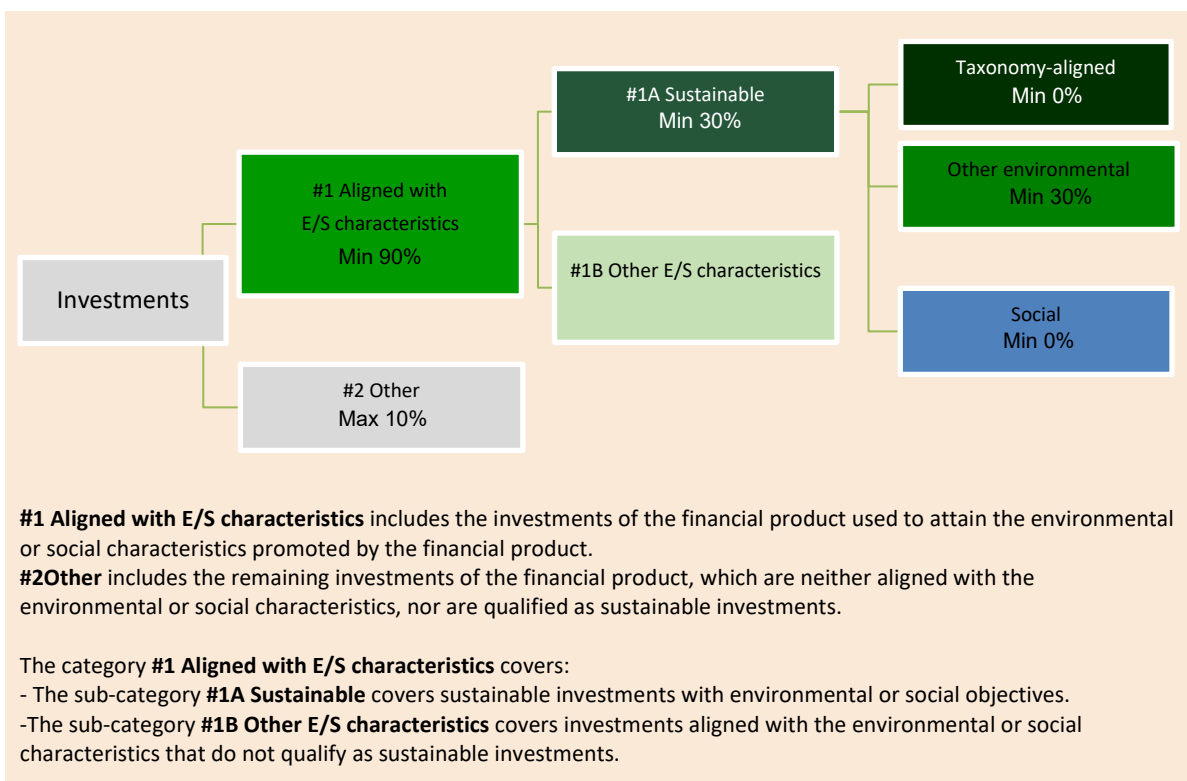 Taxonomy-aligned
Min 0%
#1A Sustainable
Min 30%
Other environmental
Min 30%
#1 Aligned with
E/S characteristics
Min 90%
#1B Other E/S characteristics
Investments
Social
Min 0%
#2 Other
Max 10%
#1 Aligned with E/S characteristics includes the investments of the financial product used to attain the environmental
or social characteristics promoted by the financial product.
#2Other includes the remaining investments of the financial product, which are neither aligned with the
environmental or social characteristics, nor are qualified as sustainable investments.
The category #1 Aligned with E/S characteristics covers:
- The sub-category #1A Sustainable covers sustainable investments with environmental or social objectives.
-The sub-category #1B Other E/S characteristics covers investments aligned with the environmental or social
characteristics that do not qualify as sustainable investments.